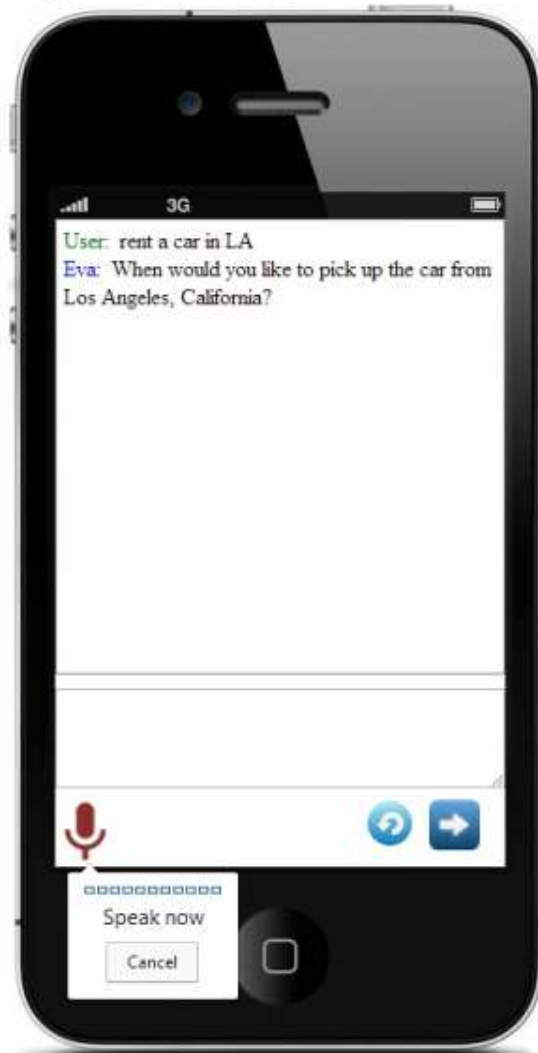 3G
User: rent a car in LA
Eva: When would you like to pick up the car from
Los Angeles, California?
Speak now
Cancel